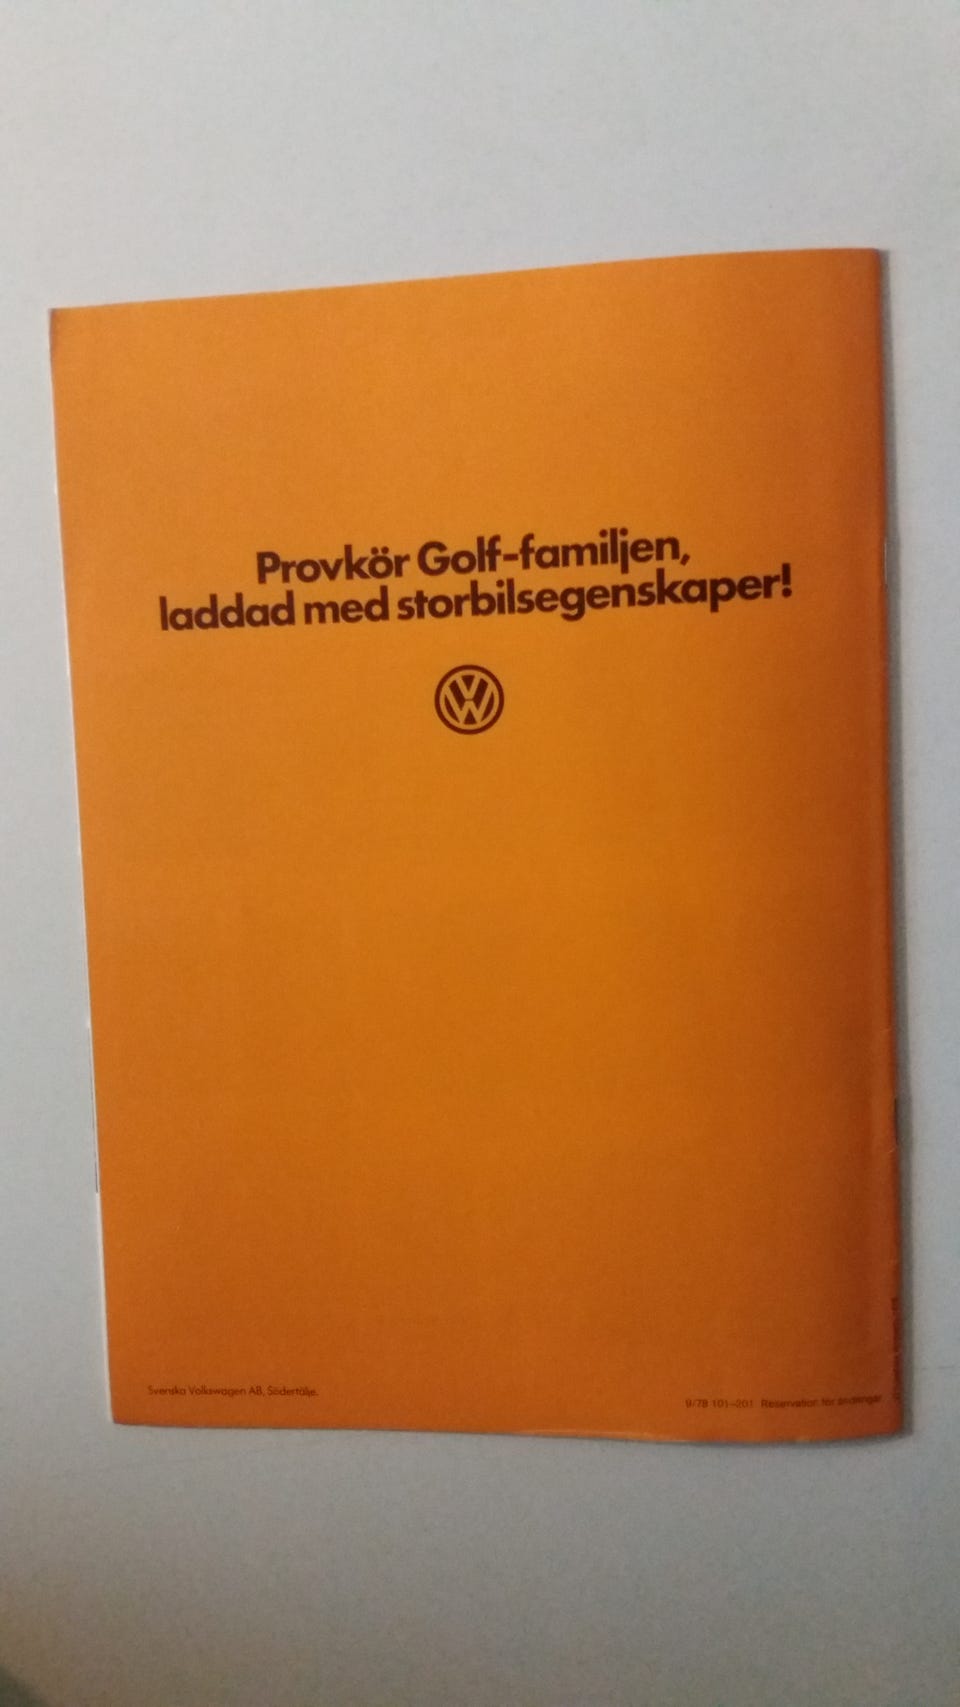 Provkör Golf-familjen,
laddad med storbilsegenskaper!
Svenska Volkswagen AB, Södertälje.
9/78 101-201 Reservation för ändringar.